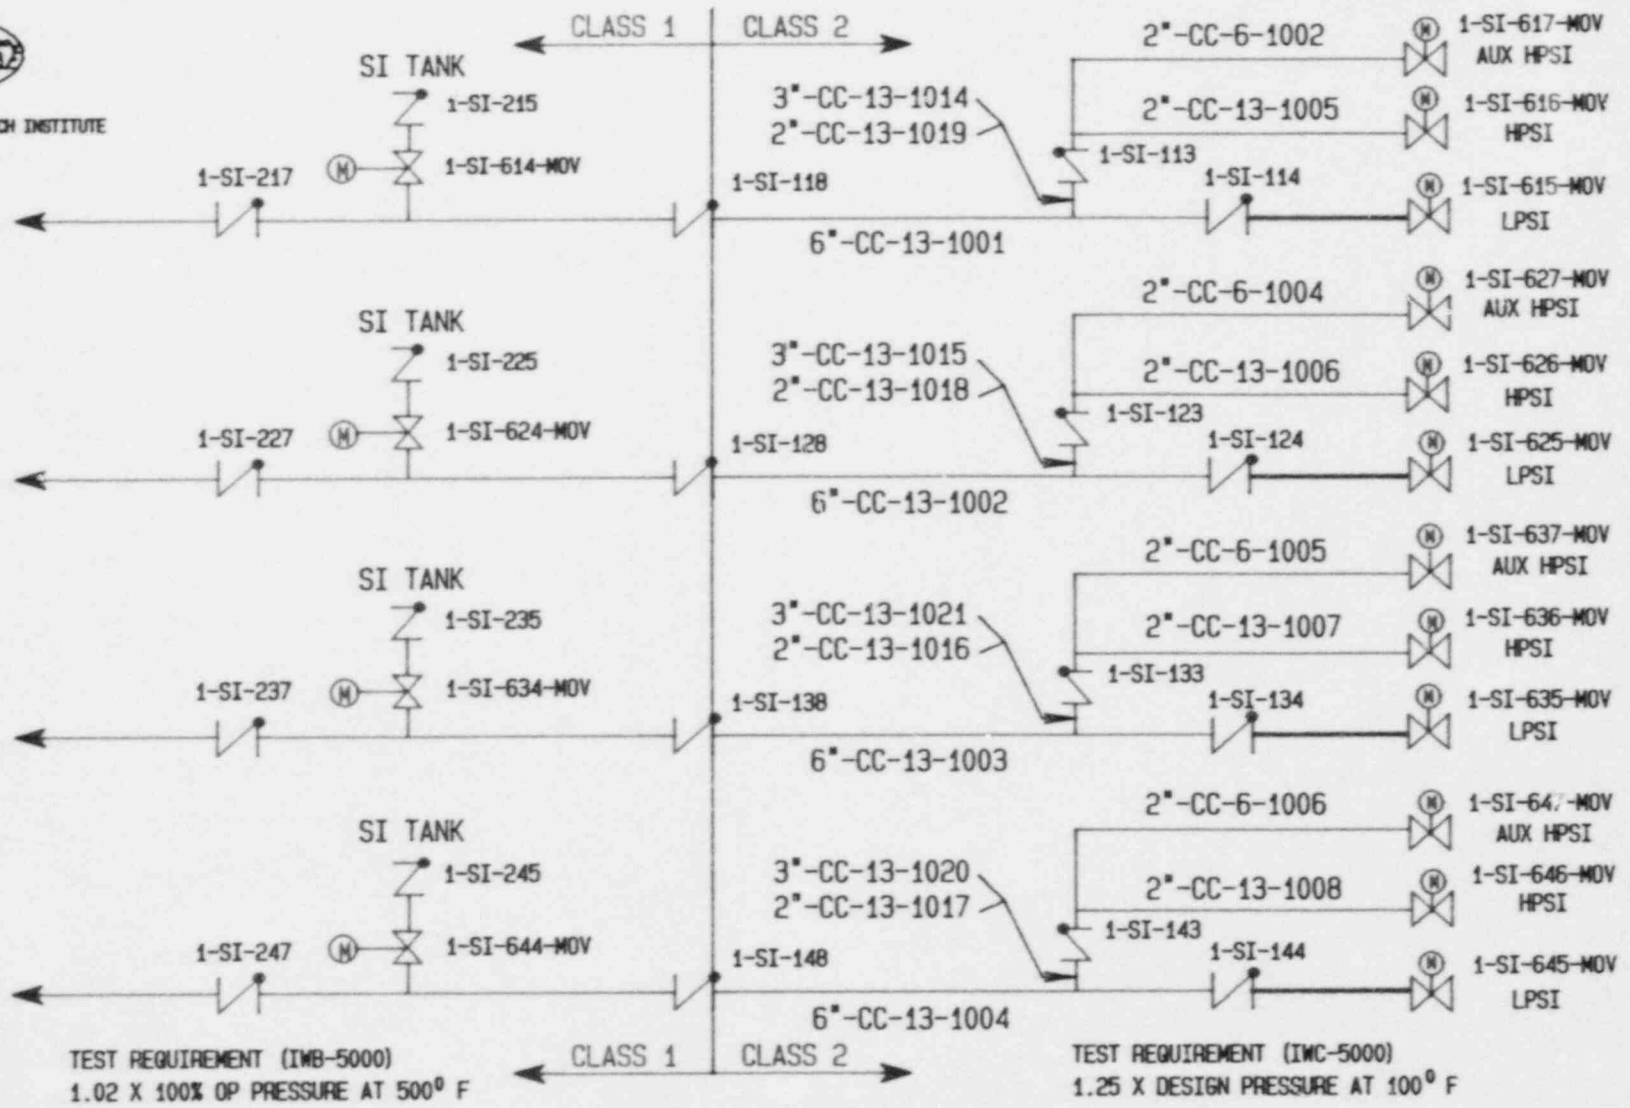 CLASS 1
CLASS 2
CH INSTITUTE
SI TANK
1-SI-215
M
1-SI-614-MOV
1-SI-217
1-SI-118
3"-CC-13-1014
2"-CC-13-1019
2"-CC-6-1002
2"-CC-13-1005
1-SI-113
1-SI-114
6"-CC-13-1001
M
1-SI-617-MOV
AUX HPSI
M
1-SI-616-MOV
HPSI
M
1-SI-615-MOV
LPSI
SI TANK
1-SI-225
M
1-SI-624-MOV
1-SI-227
1-SI-128
3"-CC-13-1015
2"-CC-13-1018
2"-CC-6-1004
2"-CC-13-1006
1-SI-123
1-SI-124
6"-CC-13-1002
M
1-SI-627-MOV
AUX HPSI
M
1-SI-626-MOV
HPSI
M
1-SI-625-MOV
LPSI
SI TANK
1-SI-235
M
1-SI-634-MOV
1-SI-237
1-SI-138
3"-CC-13-1021
2"-CC-13-1016
2"-CC-6-1005
2"-CC-13-1007
1-SI-133
1-SI-134
6"-CC-13-1003
M
1-SI-637-MOV
AUX HPSI
M
1-SI-636-MOV
HPSI
M
1-SI-635-MOV
LPSI
SI TANK
1-SI-245
M
1-SI-644-MOV
1-SI-247
1-SI-148
3"-CC-13-1020
2"-CC-13-1017
2"-CC-6-1006
2"-CC-13-1008
1-SI-143
1-SI-144
6"-CC-13-1004
M
AUX HPSI
M
1-SI-646-MOV
HPSI
M
1-SI-645-MOV
LPSI
TEST REQUIREMENT (IWB-5000)
1.02 X 100% OP PRESSURE AT 500⁰ F
CLASS 1
CLASS 2
TEST REQUIREMENT (IWC-5000)
1.25 X DESIGN PRESSURE AT 100⁰ F